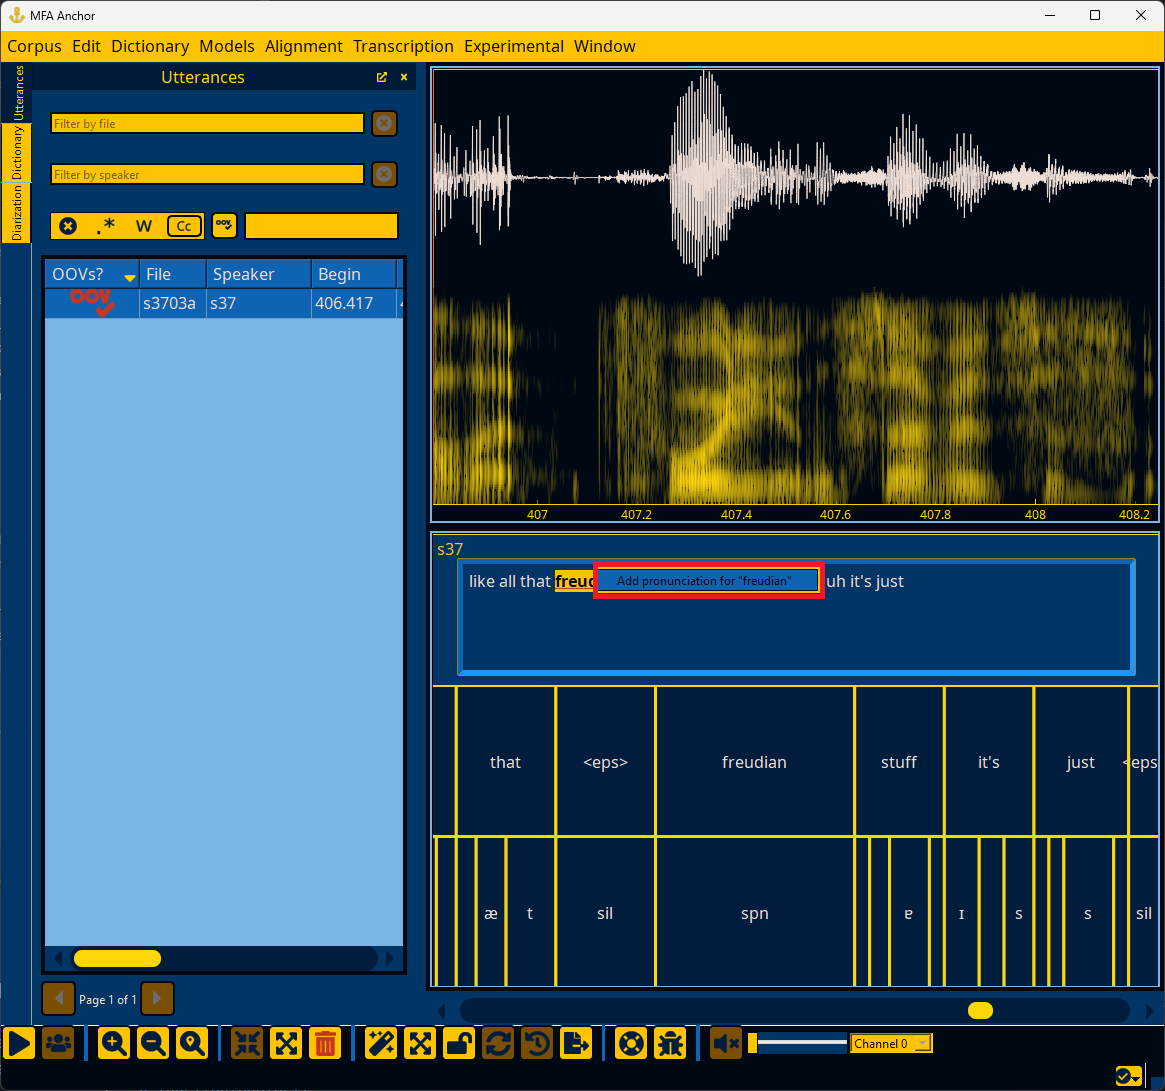 MFA Anchor
Corpus Edit Dictionary Models Alignment Transcription Experimental Window
Utterances
Dictionary
Diarization
Utterances
Filter by file
Filter by speaker
.* W Cc oov
OOVs? File Speaker Begin
oov s3703a s37 406.417
Page 1 of 1
407 407.2 407.4 407.6 407.8 408 408.2
s37
like all that freud Add pronunciation for "freudian" uh it's just
that <eps> freudian stuff it's just <eps
æ t sil spn ɐ ɪ s s sil
Channel 0